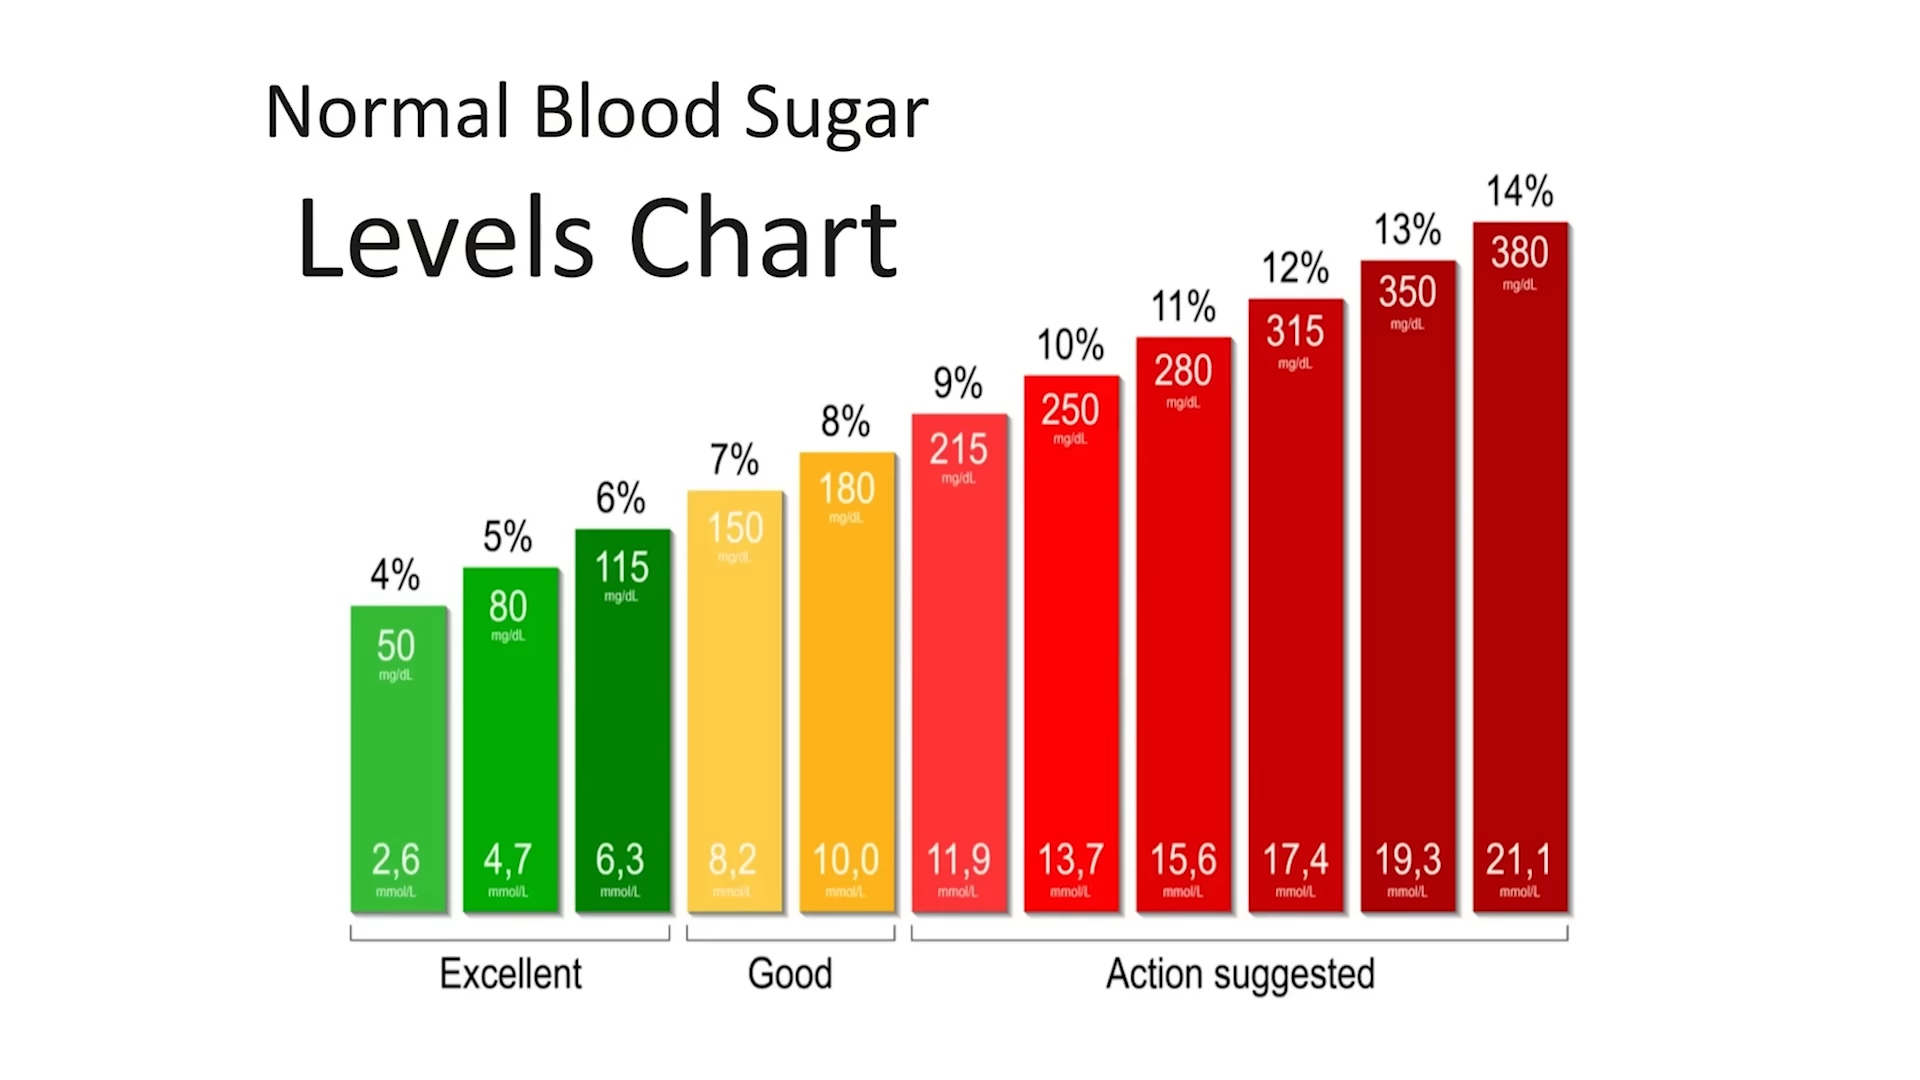 Normal Blood Sugar
Levels Chart
4%
5%
6%
7%
8%
9%
10%
11%
12%
13%
14%
50
mg/dL
80
mg/dL
115
mg/dL
150
mg/dL
180
mg/dL
215
mg/dL
250
mg/dL
280
mg/dL
315
mg/dL
350
mg/dL
380
mg/dL
2,6
mmol/L
4,7
mmol/L
6,3
mmol/L
8,2
mmol/L
10,0
mmol/L
11,9
mmol/L
13,7
mmol/L
15,6
mmol/L
17,4
mmol/L
19,3
mmol/L
21,1
mmol/L
Excellent
Good
Action suggested